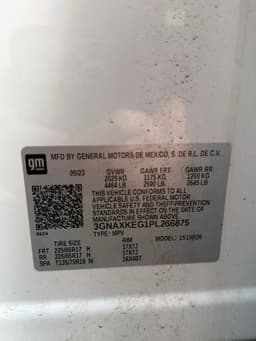 gm
MFD BY GENERAL MOTORS DE MEXICO, S. DE R.L. DE C.V.
05/23 GVWR GAWR FRT GAWR RR
2025 KG 1175 KG 1200 KG
4464 LB 2590 LB 2645 LB
THIS VEHICLE CONFORMS TO ALL APPLICABLE
U.S. FEDERAL MOTOR VEHICLE SAFETY AND THEFT
PREVENTION STANDARDS IN EFFECT ON THE DATE OF
MANUFACTURE SHOWN ABOVE.
3GNAXKEG1PL266875
TYPE: MPV MODEL:
TIRE SIZE RIM
FRT 225/65R17 H 17X7J
RR 225/65R17 H 17X7J
SPA T135/70R16 M 16X4BT